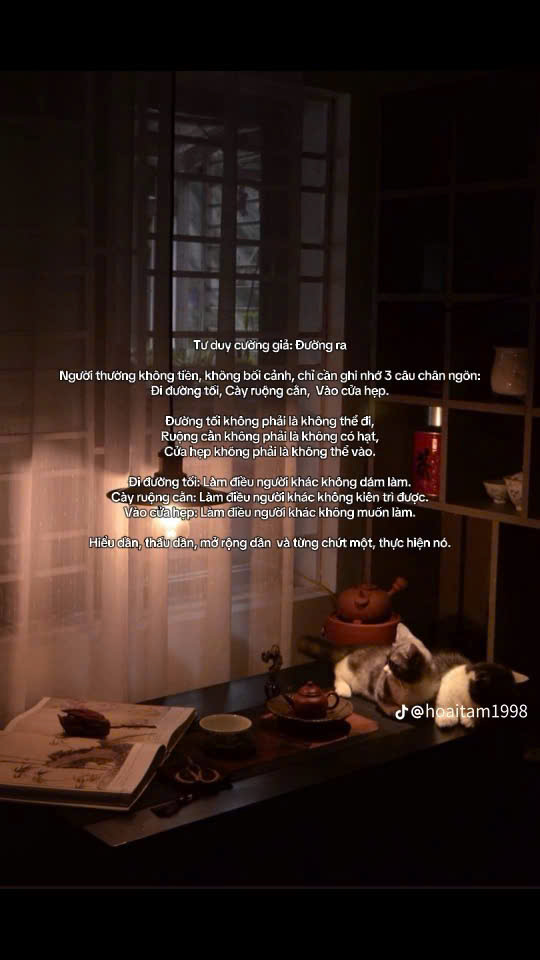 Tư duy cường giả: Đường ra
Người thường không tiền, không bối cảnh, chỉ cần ghi nhớ 3 câu chân ngôn:
Đi đường tối, Cày ruộng cằn, Vào cửa hẹp.
Đường tối không phải là không thể đi,
Ruộng cằn không phải là không có hạt,
Cửa hẹp không phải là không thể vào.
Đi đường tối: Làm điều người khác không dám làm.
Cày ruộng cằn: Làm điều người khác không kiên trì được.
Vào cửa hẹp: Làm điều người khác không muốn làm.
Hiểu dần, thấu dần, mở rộng dần và từng chút một, thực hiện nó.
@hoaitam1998